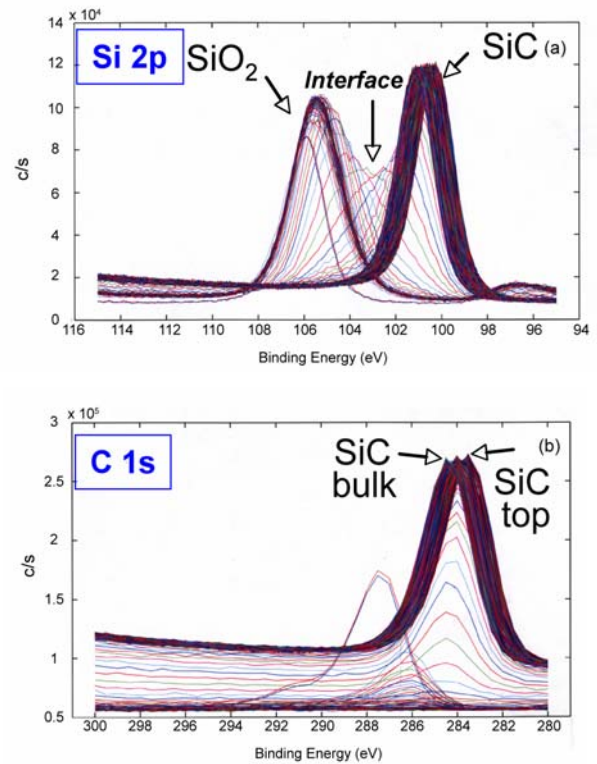 x 10⁴
14
12
10
8
6
4
2
0
c/s
Si 2p
SiO₂
Interface
SiC (a)
116 114 112 110 108 106 104 102 100 98 96 94
Binding Energy (eV)
x 10⁵
3
2.5
2
1.5
1
0.5
c/s
C 1s
SiC bulk
SiC top
(b)
300 298 296 294 292 290 288 286 284 282 280
Binding Energy (eV)